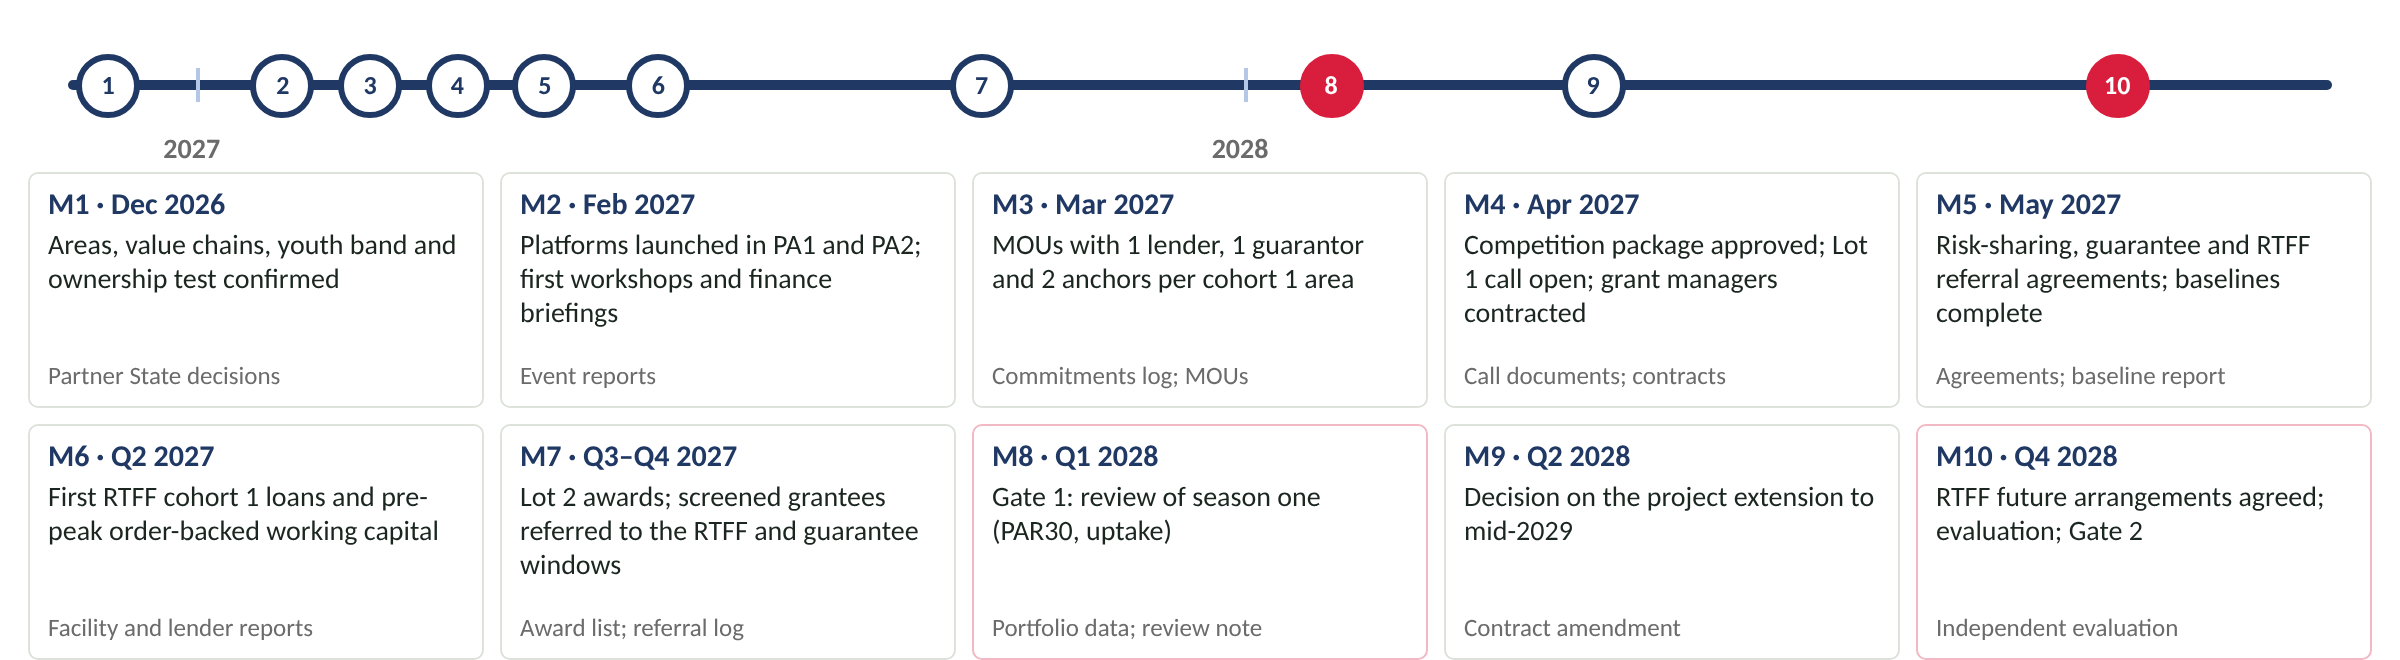 1 2 3 4 5 6 7 8 9 10
2027 2028
M1 · Dec 2026
Areas, value chains, youth band and
ownership test confirmed
Partner State decisions
M2 · Feb 2027
Platforms launched in PA1 and PA2;
first workshops and finance
briefings
Event reports
M3 · Mar 2027
MOUs with 1 lender, 1 guarantor
and 2 anchors per cohort 1 area
Commitments log; MOUs
M4 · Apr 2027
Competition package approved; Lot
1 call open; grant managers
contracted
Call documents; contracts
M5 · May 2027
Risk-sharing, guarantee and RTFF
referral agreements; baselines
complete
Agreements; baseline report
M6 · Q2 2027
First RTFF cohort 1 loans and pre-
peak order-backed working capital
Facility and lender reports
M7 · Q3–Q4 2027
Lot 2 awards; screened grantees
referred to the RTFF and guarantee
windows
Award list; referral log
M8 · Q1 2028
Gate 1: review of season one
(PAR30, uptake)
Portfolio data; review note
M9 · Q2 2028
Decision on the project extension to
mid-2029
Contract amendment
M10 · Q4 2028
RTFF future arrangements agreed;
evaluation; Gate 2
Independent evaluation